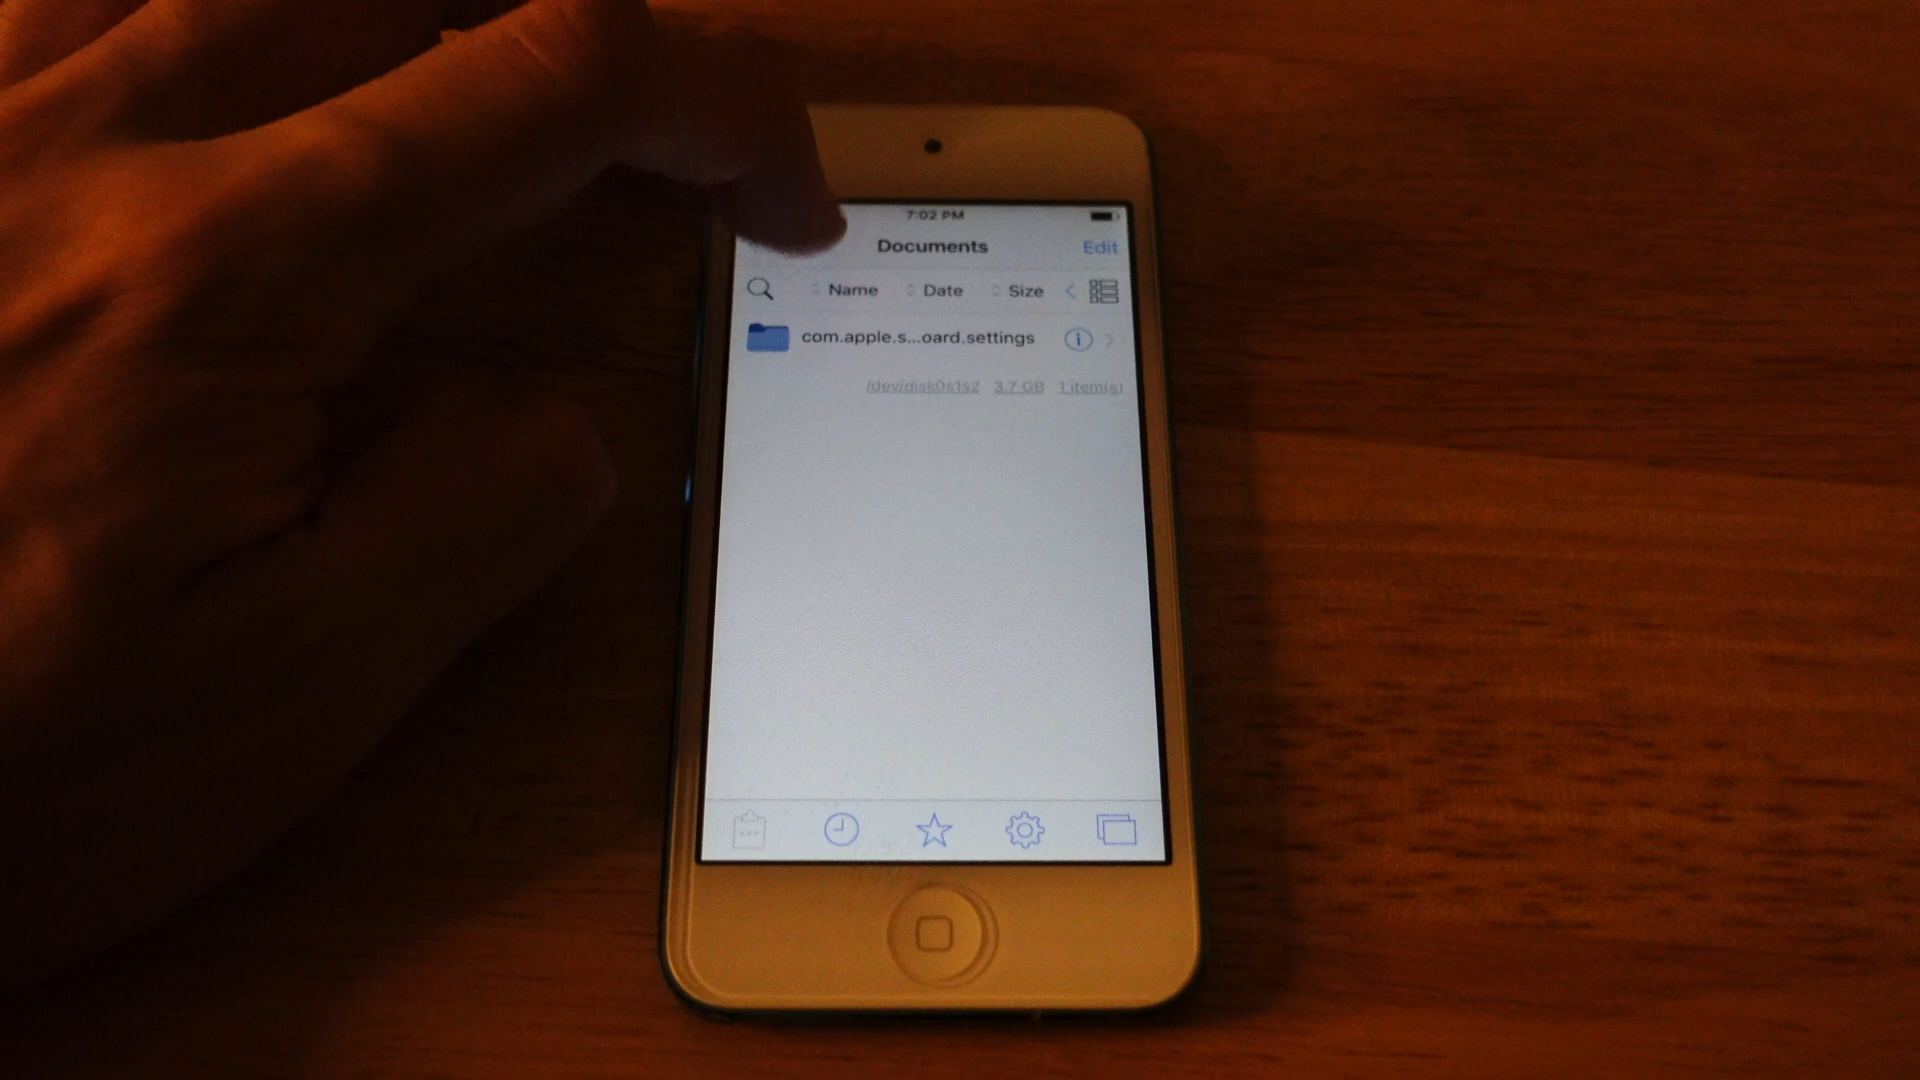 7:02 PM
Documents Edit
Name Date Size
com.apple.s...oard.settings
/dev/disk0s1s2 3.7 GB 1 item(s)